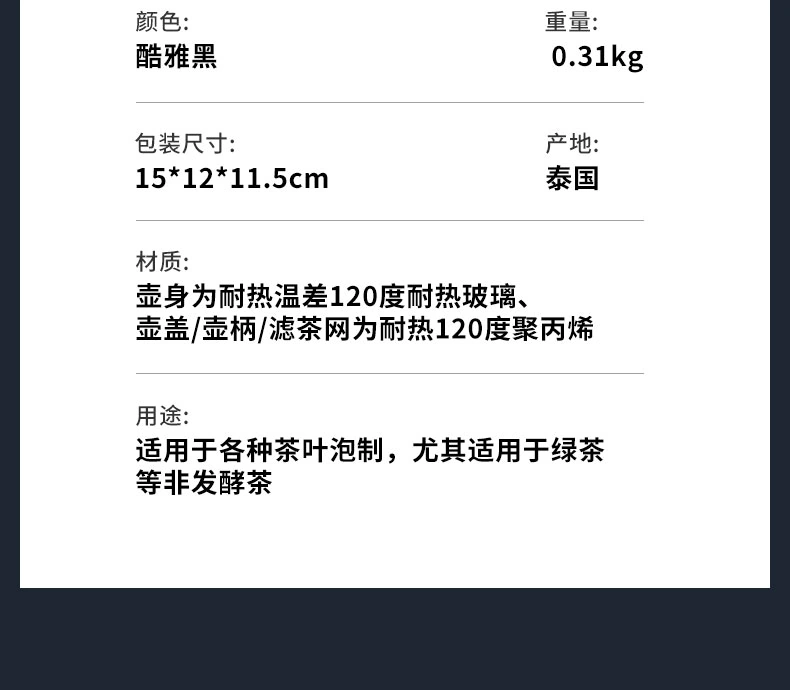 颜色: 重量:
酷雅黑 0.31kg
包装尺寸: 产地:
15*12*11.5cm 泰国
材质:
壶身为耐热温差120度耐热玻璃、
壶盖/壶柄/滤茶网为耐热120度聚丙烯
用途:
适用于各种茶叶泡制，尤其适用于绿茶
等非发酵茶